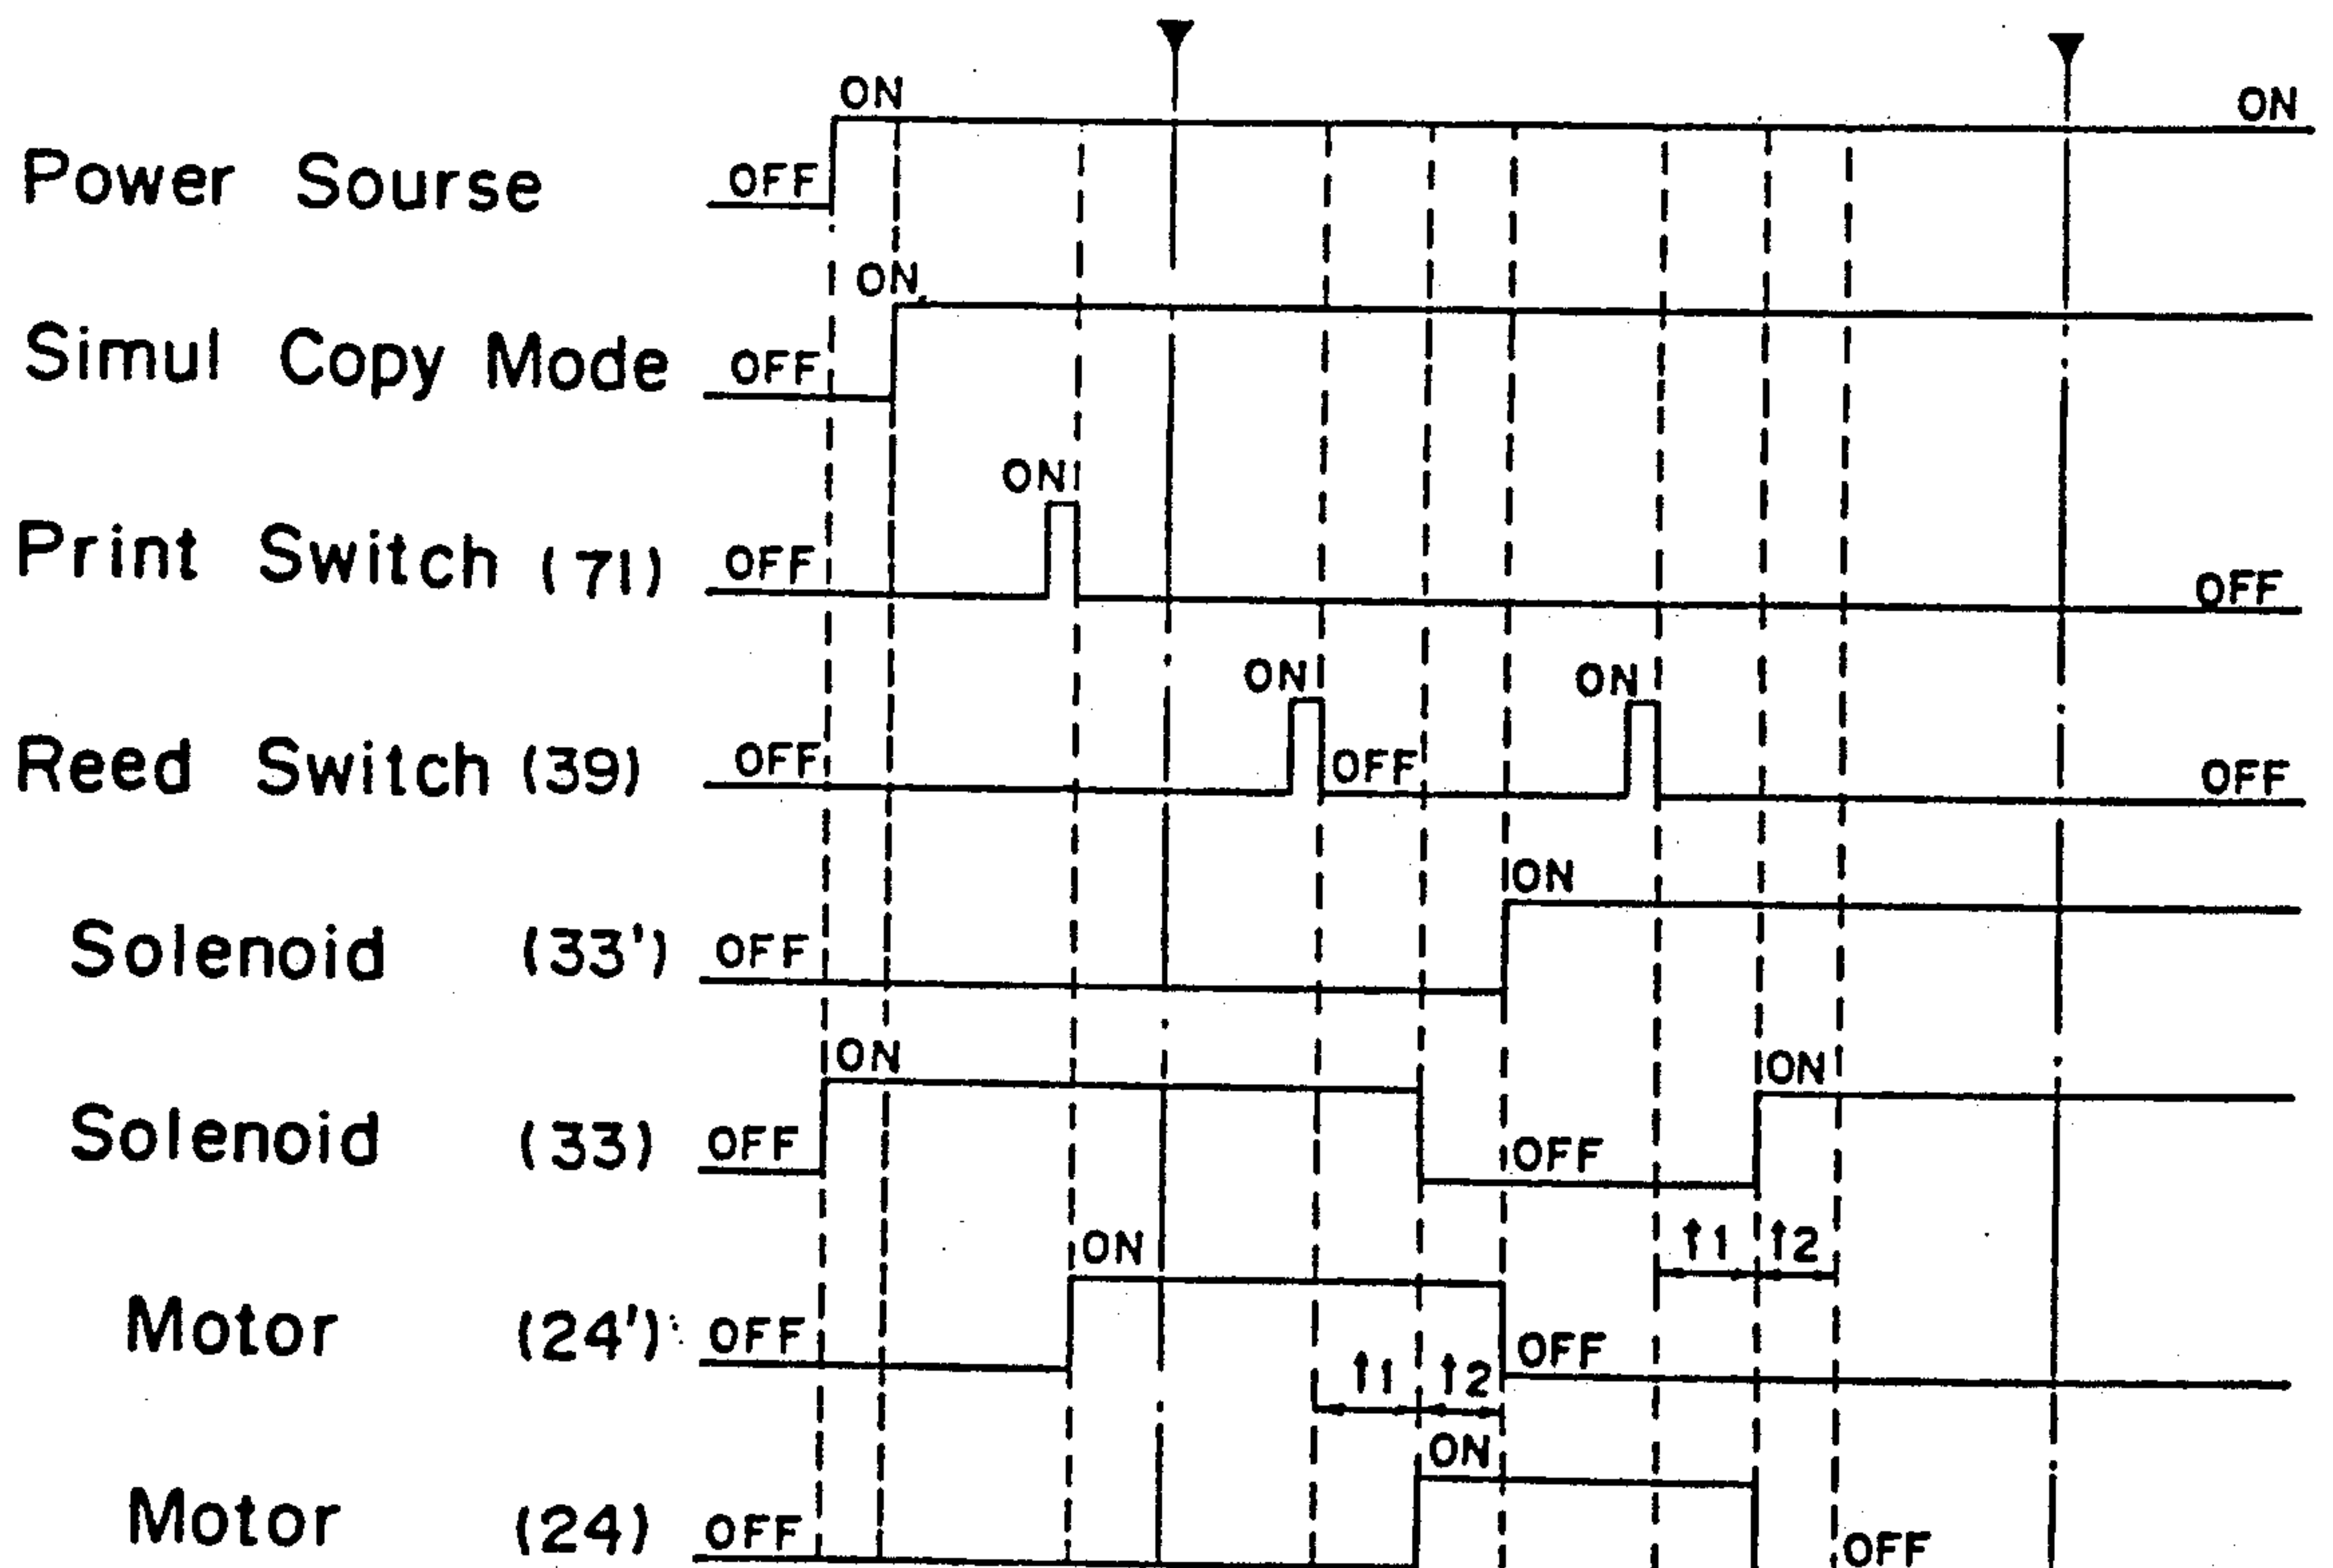 ON
ON
Power Sourse OFF
ON
Simul Copy Mode OFF
ON
Print Switch (71) OFF OFF
ON ON
Reed Switch (39) OFF OFF OFF
ON
Solenoid (33') OFF
ON ON
Solenoid (33) OFF OFF
t1 t2
ON
Motor (24') OFF OFF
t1 t2
ON
Motor (24) OFF OFF